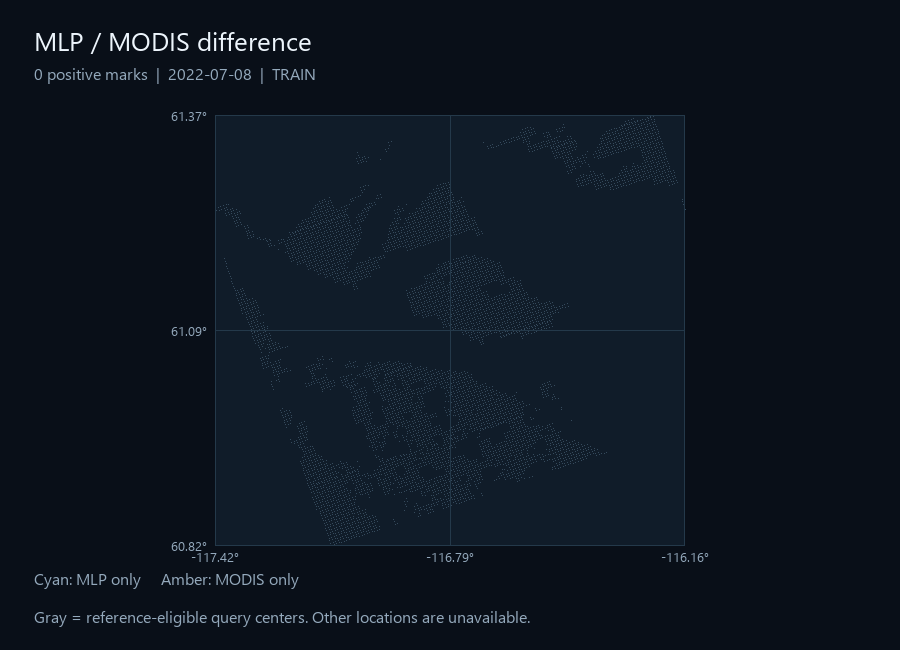 MLP / MODIS difference
0 positive marks | 2022-07-08 | TRAIN
61.37°
61.09°
60.82°
-117.42°
-116.79°
-116.16°
Cyan: MLP only Amber: MODIS only
Gray = reference-eligible query centers. Other locations are unavailable.